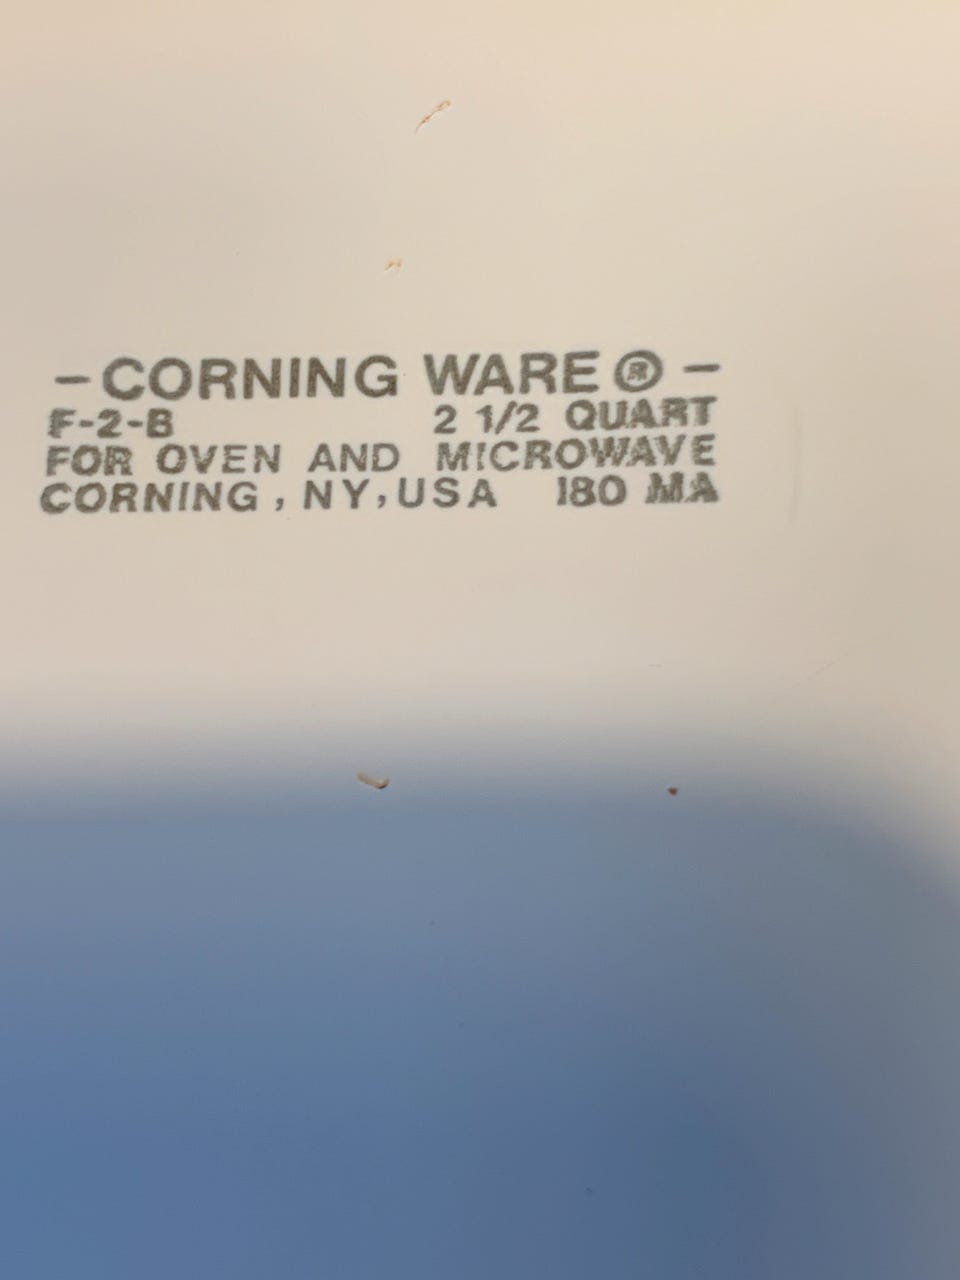 -CORNING WARE® -
F-2-B 2 1/2 QUART
FOR OVEN AND MICROWAVE
CORNING, NY, USA 180 MA